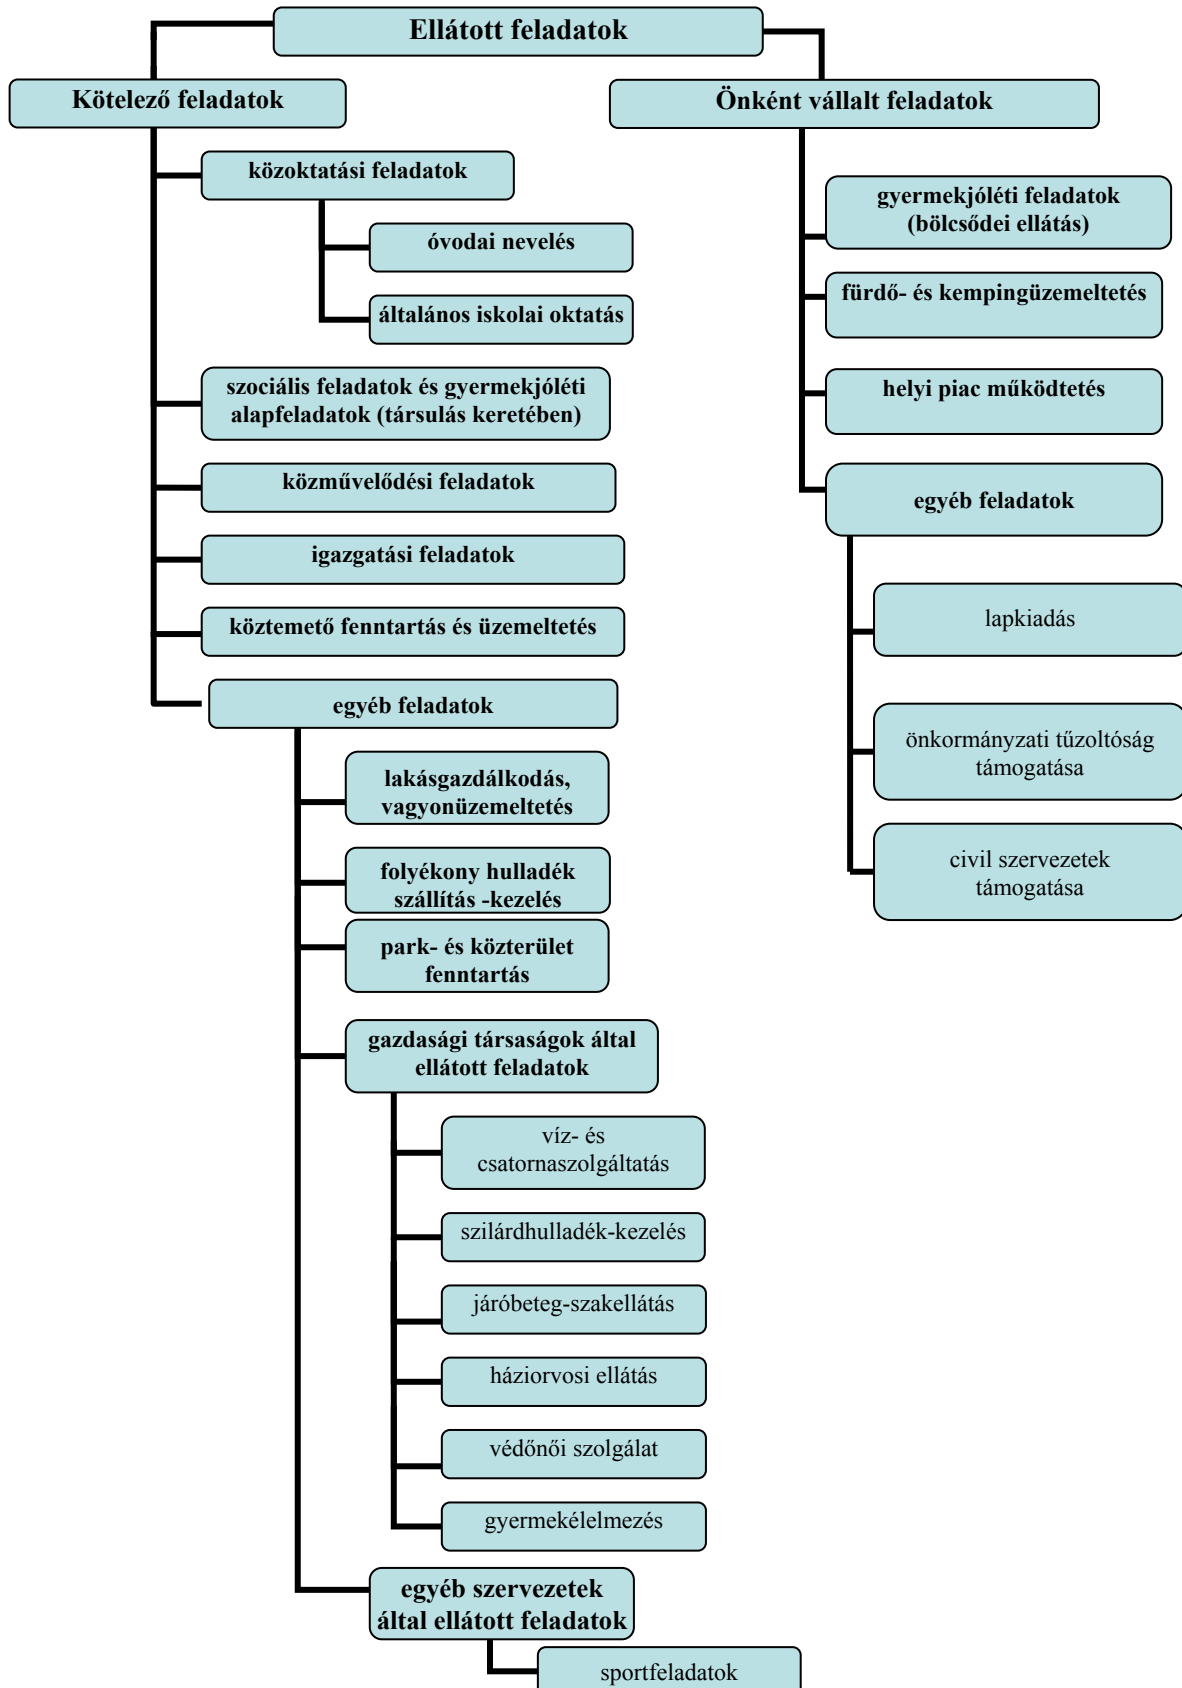 Ellátott feladatok
Kötelező feladatok
közoktatási feladatok
óvodai nevelés
általános iskolai oktatás
szociális feladatok és gyermekjóléti
alapfeladatok (társulás keretében)
közművelődési feladatok
igazgatási feladatok
köztemető fenntartás és üzemeltetés
egyéb feladatok
lakásgazdálkodás,
vagyonüzemeltetés
folyékony hulladék
szállítás -kezelés
park- és közterület
fenntartás
gazdasági társaságok által
ellátott feladatok
víz- és
csatornaszolgáltatás
szilárdhulladék-kezelés
járóbeteg-szakellátás
háziorvosi ellátás
védőnői szolgálat
gyermekélelmezés
egyéb szervezetek
által ellátott feladatok
sportfeladatok
Önként vállalt feladatok
gyermekjóléti feladatok
(bölcsődei ellátás)
fürdő- és kempingüzemeltetés
helyi piac működtetés
egyéb feladatok
lapkiadás
önkormányzati tűzoltóság
támogatása
civil szervezetek
támogatása